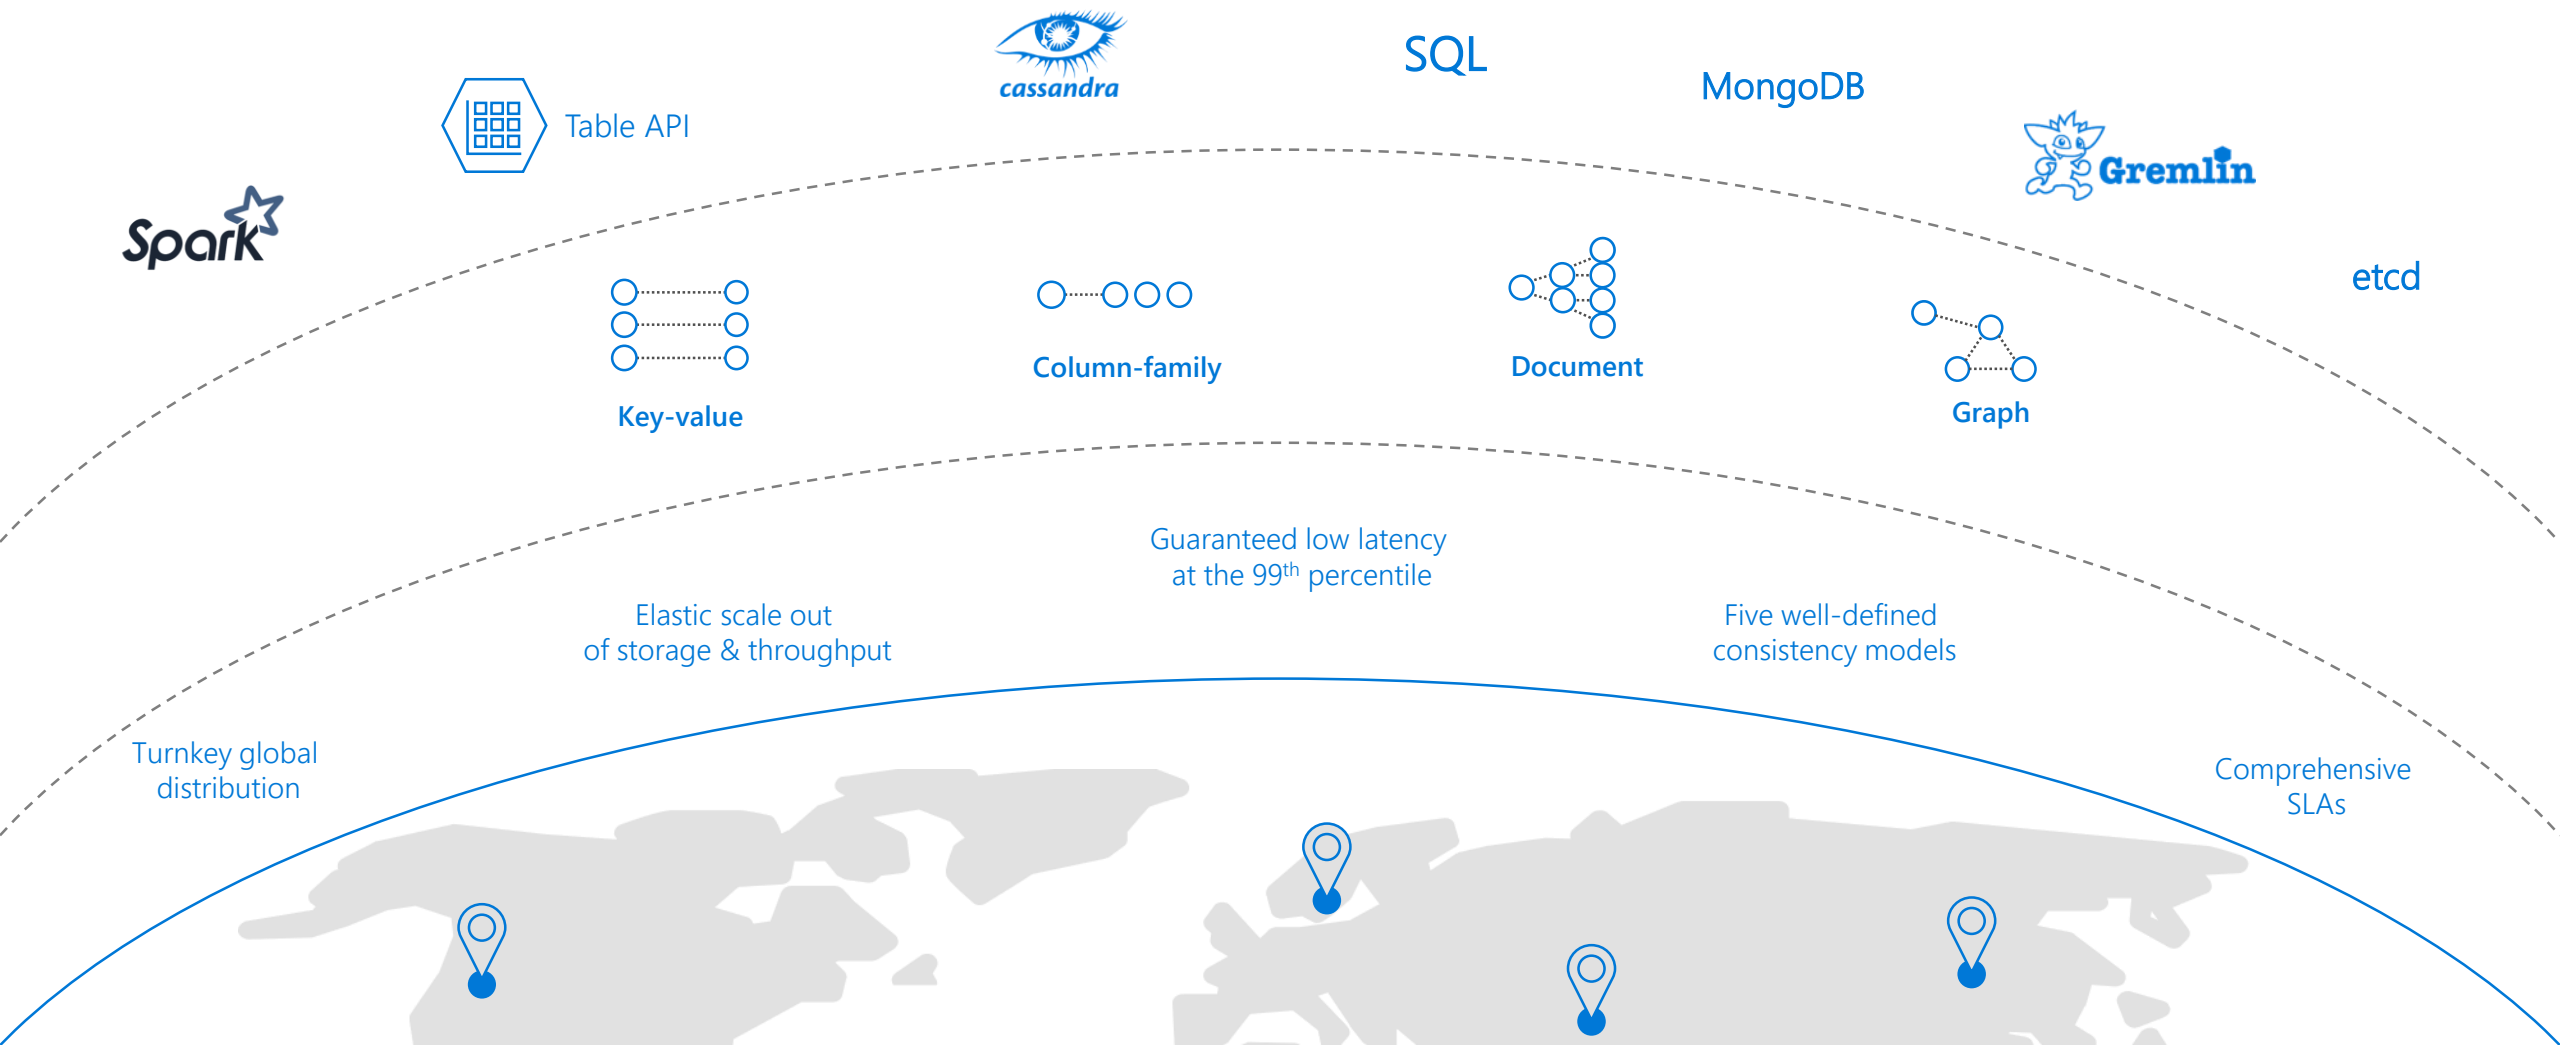 cassandra
SQL
MongoDB
Table API
Gremlin
Spark
etcd
Key-value
Column-family
Document
Graph
Guaranteed low latency
at the 99th percentile
Elastic scale out
of storage & throughput
Five well-defined
consistency models
Turnkey global
distribution
Comprehensive
SLAs